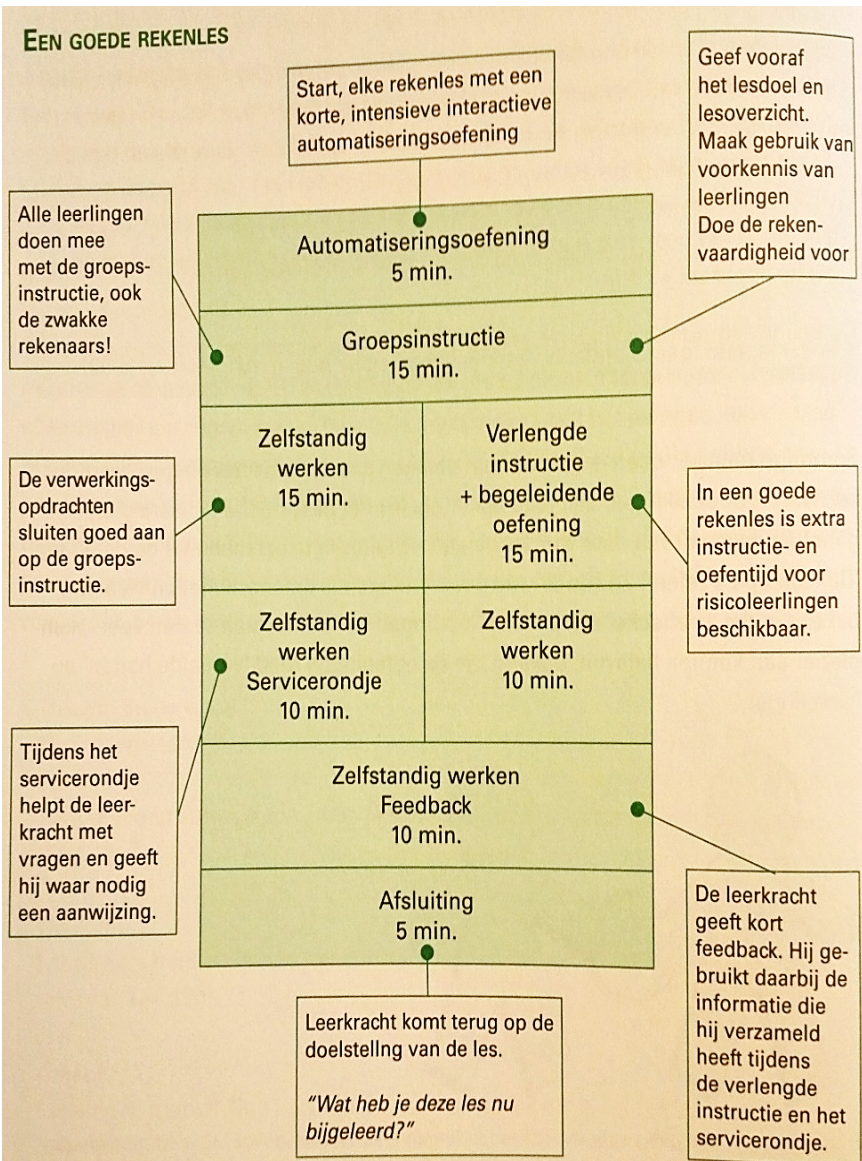 EEN GOEDE REKENLES
Start, elke rekenles met een
korte, intensieve interactieve
automatiseringsoefening
Geef vooraf
het lesdoel en
lesoverzicht.
Maak gebruik van
voorkennis van
leerlingen
Doe de reken-
vaardigheid voor
Alle leerlingen
doen mee
met de groeps-
instructie, ook
de zwakke
rekenaars!
Automatiseringsoefening
5 min.
Groepsinstructie
15 min.
De verwerkings-
opdrachten
sluiten goed aan
op de groeps-
instructie.
Zelfstandig
werken
15 min.
Verlengde
instructie
+ begeleidende
oefening
15 min.
In een goede
rekenles is extra
instructie- en
oefentijd voor
risicoleerlingen
beschikbaar.
Zelfstandig
werken
Servicerondje
10 min.
Zelfstandig
werken
10 min.
Tijdens het
servicerondje
helpt de leer-
kracht met
vragen en geeft
hij waar nodig
een aanwijzing.
Zelfstandig werken
Feedback
10 min.
De leerkracht
geeft kort
feedback. Hij ge-
bruikt daarbij de
informatie die
hij verzameld
heeft tijdens
de verlengde
instructie en het
servicerondje.
Afsluiting
5 min.
Leerkracht komt terug op de
doelstellng van de les.
"Wat heb je deze les nu
bijgeleerd?"